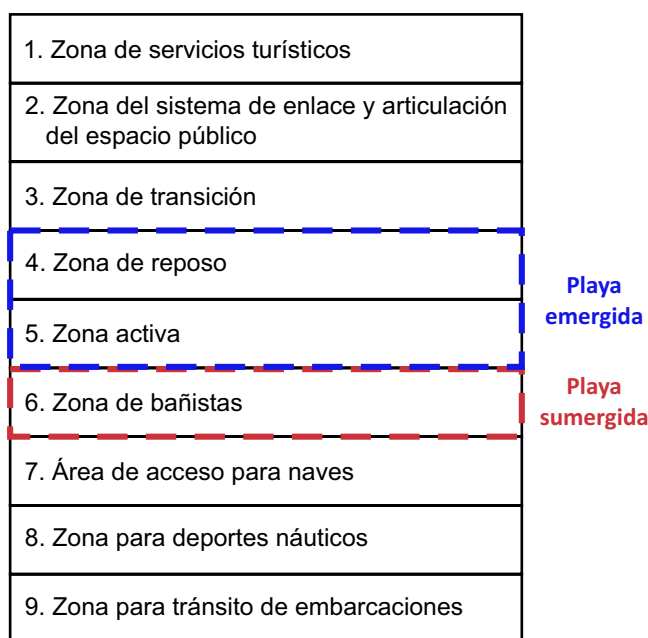 1. Zona de servicios turísticos
2. Zona del sistema de enlace y articulación
del espacio público
3. Zona de transición
4. Zona de reposo
5. Zona activa
Playa
emergida
6. Zona de bañistas
Playa
sumergida
7. Área de acceso para naves
8. Zona para deportes náuticos
9. Zona para tránsito de embarcaciones